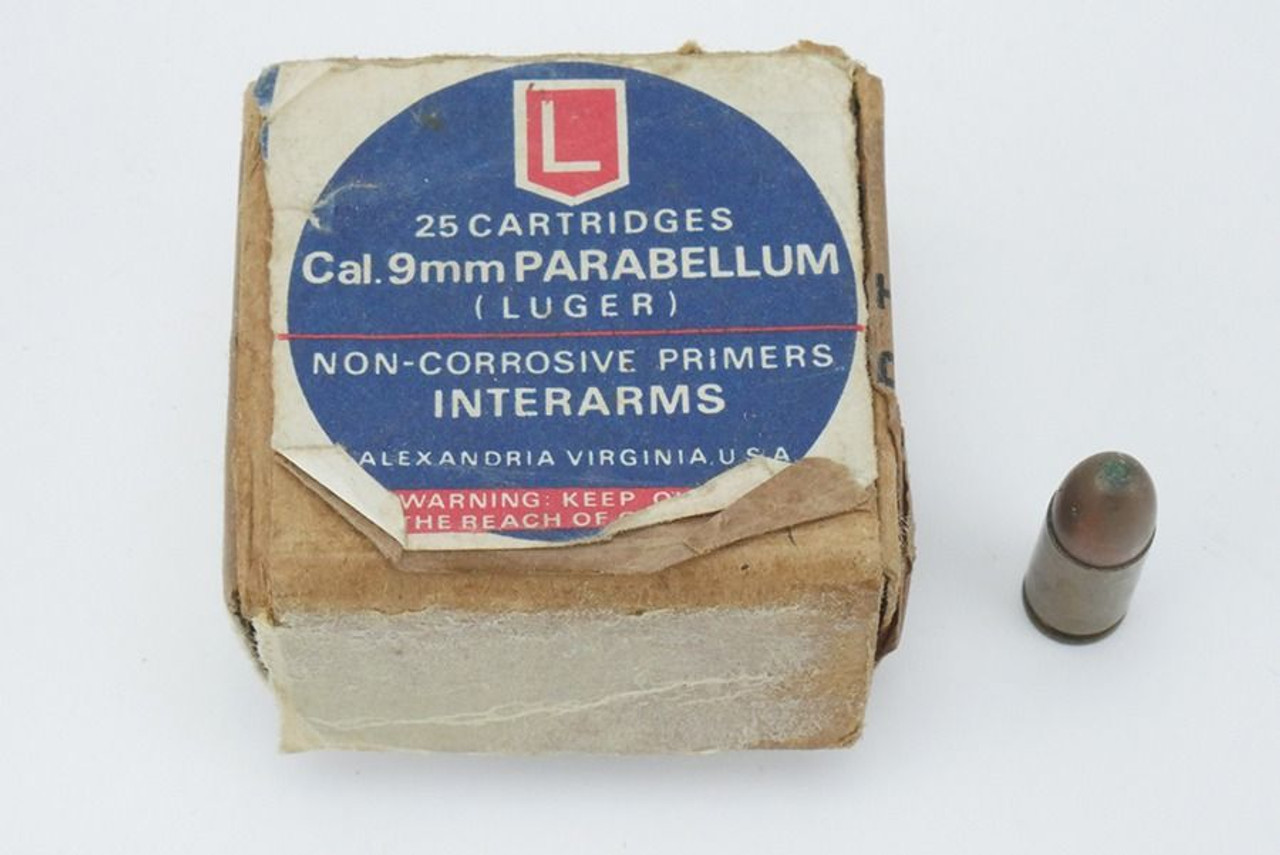 L
25 CARTRIDGES
Cal. 9mm PARABELLUM
(LUGER)
NON-CORROSIVE PRIMERS
INTERARMS
ALEXANDRIA VIRGINIA, U.S.A.
WARNING: KEEP
THE REACH OF